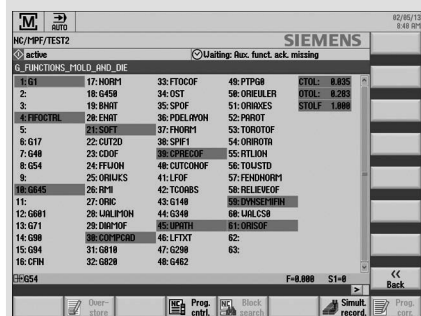 M
AUTO
02/05/13
8:40 AM
NC/MPF/TEST2
SIEMENS
active
Waiting: Aux. funct. ack. missing
G_FUNCTIONS_MOLD_AND_DIE
1: G1 17: NORM 33: FTOCOF 49: PTPG0 CTOL: 0.035
2: 18: G450 34: OST 50: ORIEULER OTOL: 0.283
3: 19: BNAT 35: SPOF 51: ORIAXES STOLF 1.000
4: FIFOCTRL 20: ENAT 36: PDELAYON 52: PAROT
5: 21: SOFT 37: FNORM 53: TOROTOF
6: G17 22: CUT2D 38: SPIF1 54: ORIROTA
7: G40 23: CDOF 39: CPRECOF 55: RTLION
8: G54 24: FFWON 40: CUTCONOF 56: TOWSTD
9: 25: ORIWKS 41: LFOF 57: FENDNORM
10: G645 26: RMI 42: TCOABS 58: RELIEVEOF
11: 27: ORIC 43: G140 59: DYNSEMIFIN
12: G601 28: WALIMON 44: G340 60: WALCS0
13: G71 29: DIAMOF 45: UPATH 61: ORISOF
14: G90 30: COMPCAD 46: LFTXT 62:
15: G94 31: G810 47: G290 63:
16: CFIN 32: G820 48: G462
G54 F=0.000 S1=0
<<
Back
Over-
store
Prog.
cntrl.
Block
search
Simult.
record.
Prog.
corr.